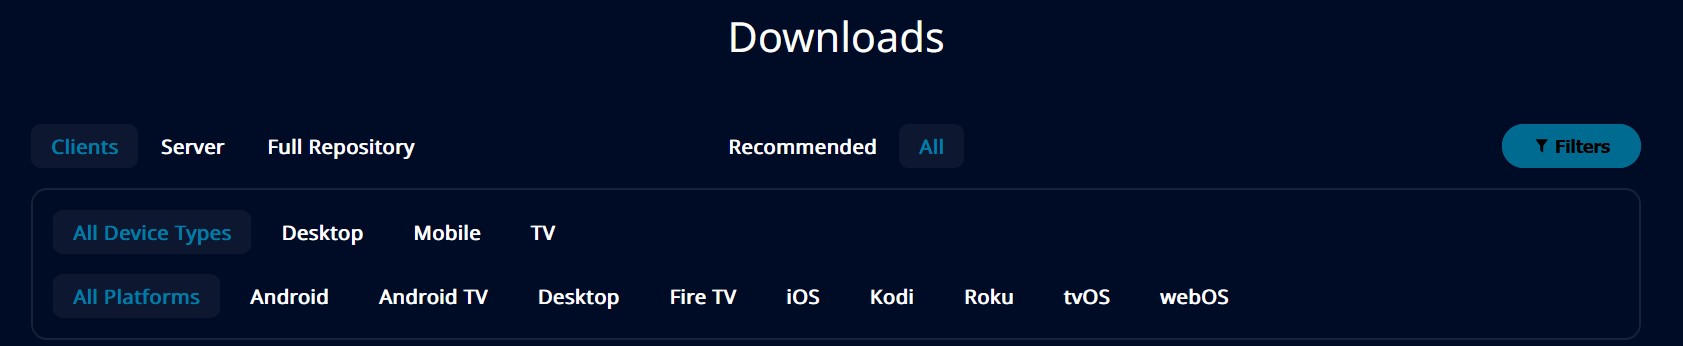 Downloads
Clients Server Full Repository Recommended All Filters
All Device Types Desktop Mobile TV
All Platforms Android Android TV Desktop Fire TV iOS Kodi Roku tvOS webOS